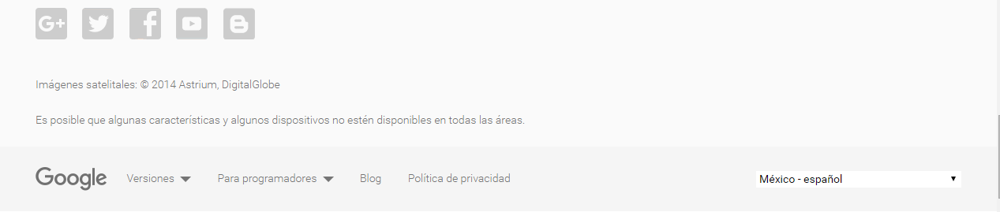 G+
Imágenes satelitales: © 2014 Astrium, DigitalGlobe
Es posible que algunas características y algunos dispositivos no estén disponibles en todas las áreas.
Google Versiones Para programadores Blog Política de privacidad México - español